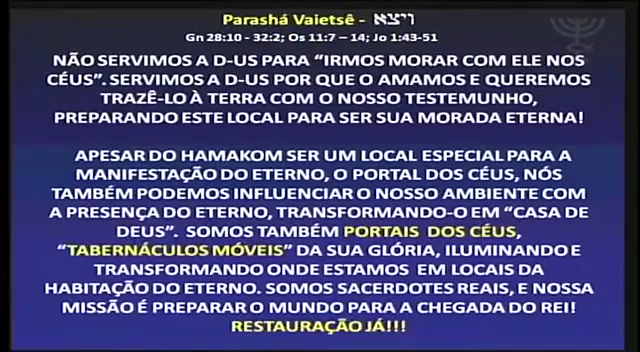 Parashá Vaietsê - ויצא
Gn 28:10 - 32:2; Os 11:7 – 14; Jo 1:43-51
NÃO SERVIMOS A D-US PARA “IRMOS MORAR COM ELE NOS
CÉUS”. SERVIMOS A D-US POR QUE O AMAMOS E QUEREMOS
TRAZÊ-LO À TERRA COM O NOSSO TESTEMUNHO,
PREPARANDO ESTE LOCAL PARA SER SUA MORADA ETERNA!
APESAR DO HAMAKOM SER UM LOCAL ESPECIAL PARA A
MANIFESTAÇÃO DO ETERNO, O PORTAL DOS CÉUS, NÓS
TAMBÉM PODEMOS INFLUENCIAR O NOSSO AMBIENTE COM
A PRESENÇA DO ETERNO, TRANSFORMANDO-O EM “CASA DE
DEUS”. SOMOS TAMBÉM PORTAIS DOS CÉUS,
“TABERNÁCULOS MÓVEIS” DA SUA GLÓRIA, ILUMINANDO E
TRANSFORMANDO ONDE ESTAMOS EM LOCAIS DA
HABITAÇÃO DO ETERNO. SOMOS SACERDOTES REAIS, E NOSSA
MISSÃO É PREPARAR O MUNDO PARA A CHEGADA DO REI!
RESTAURAÇÃO JÁ!!!